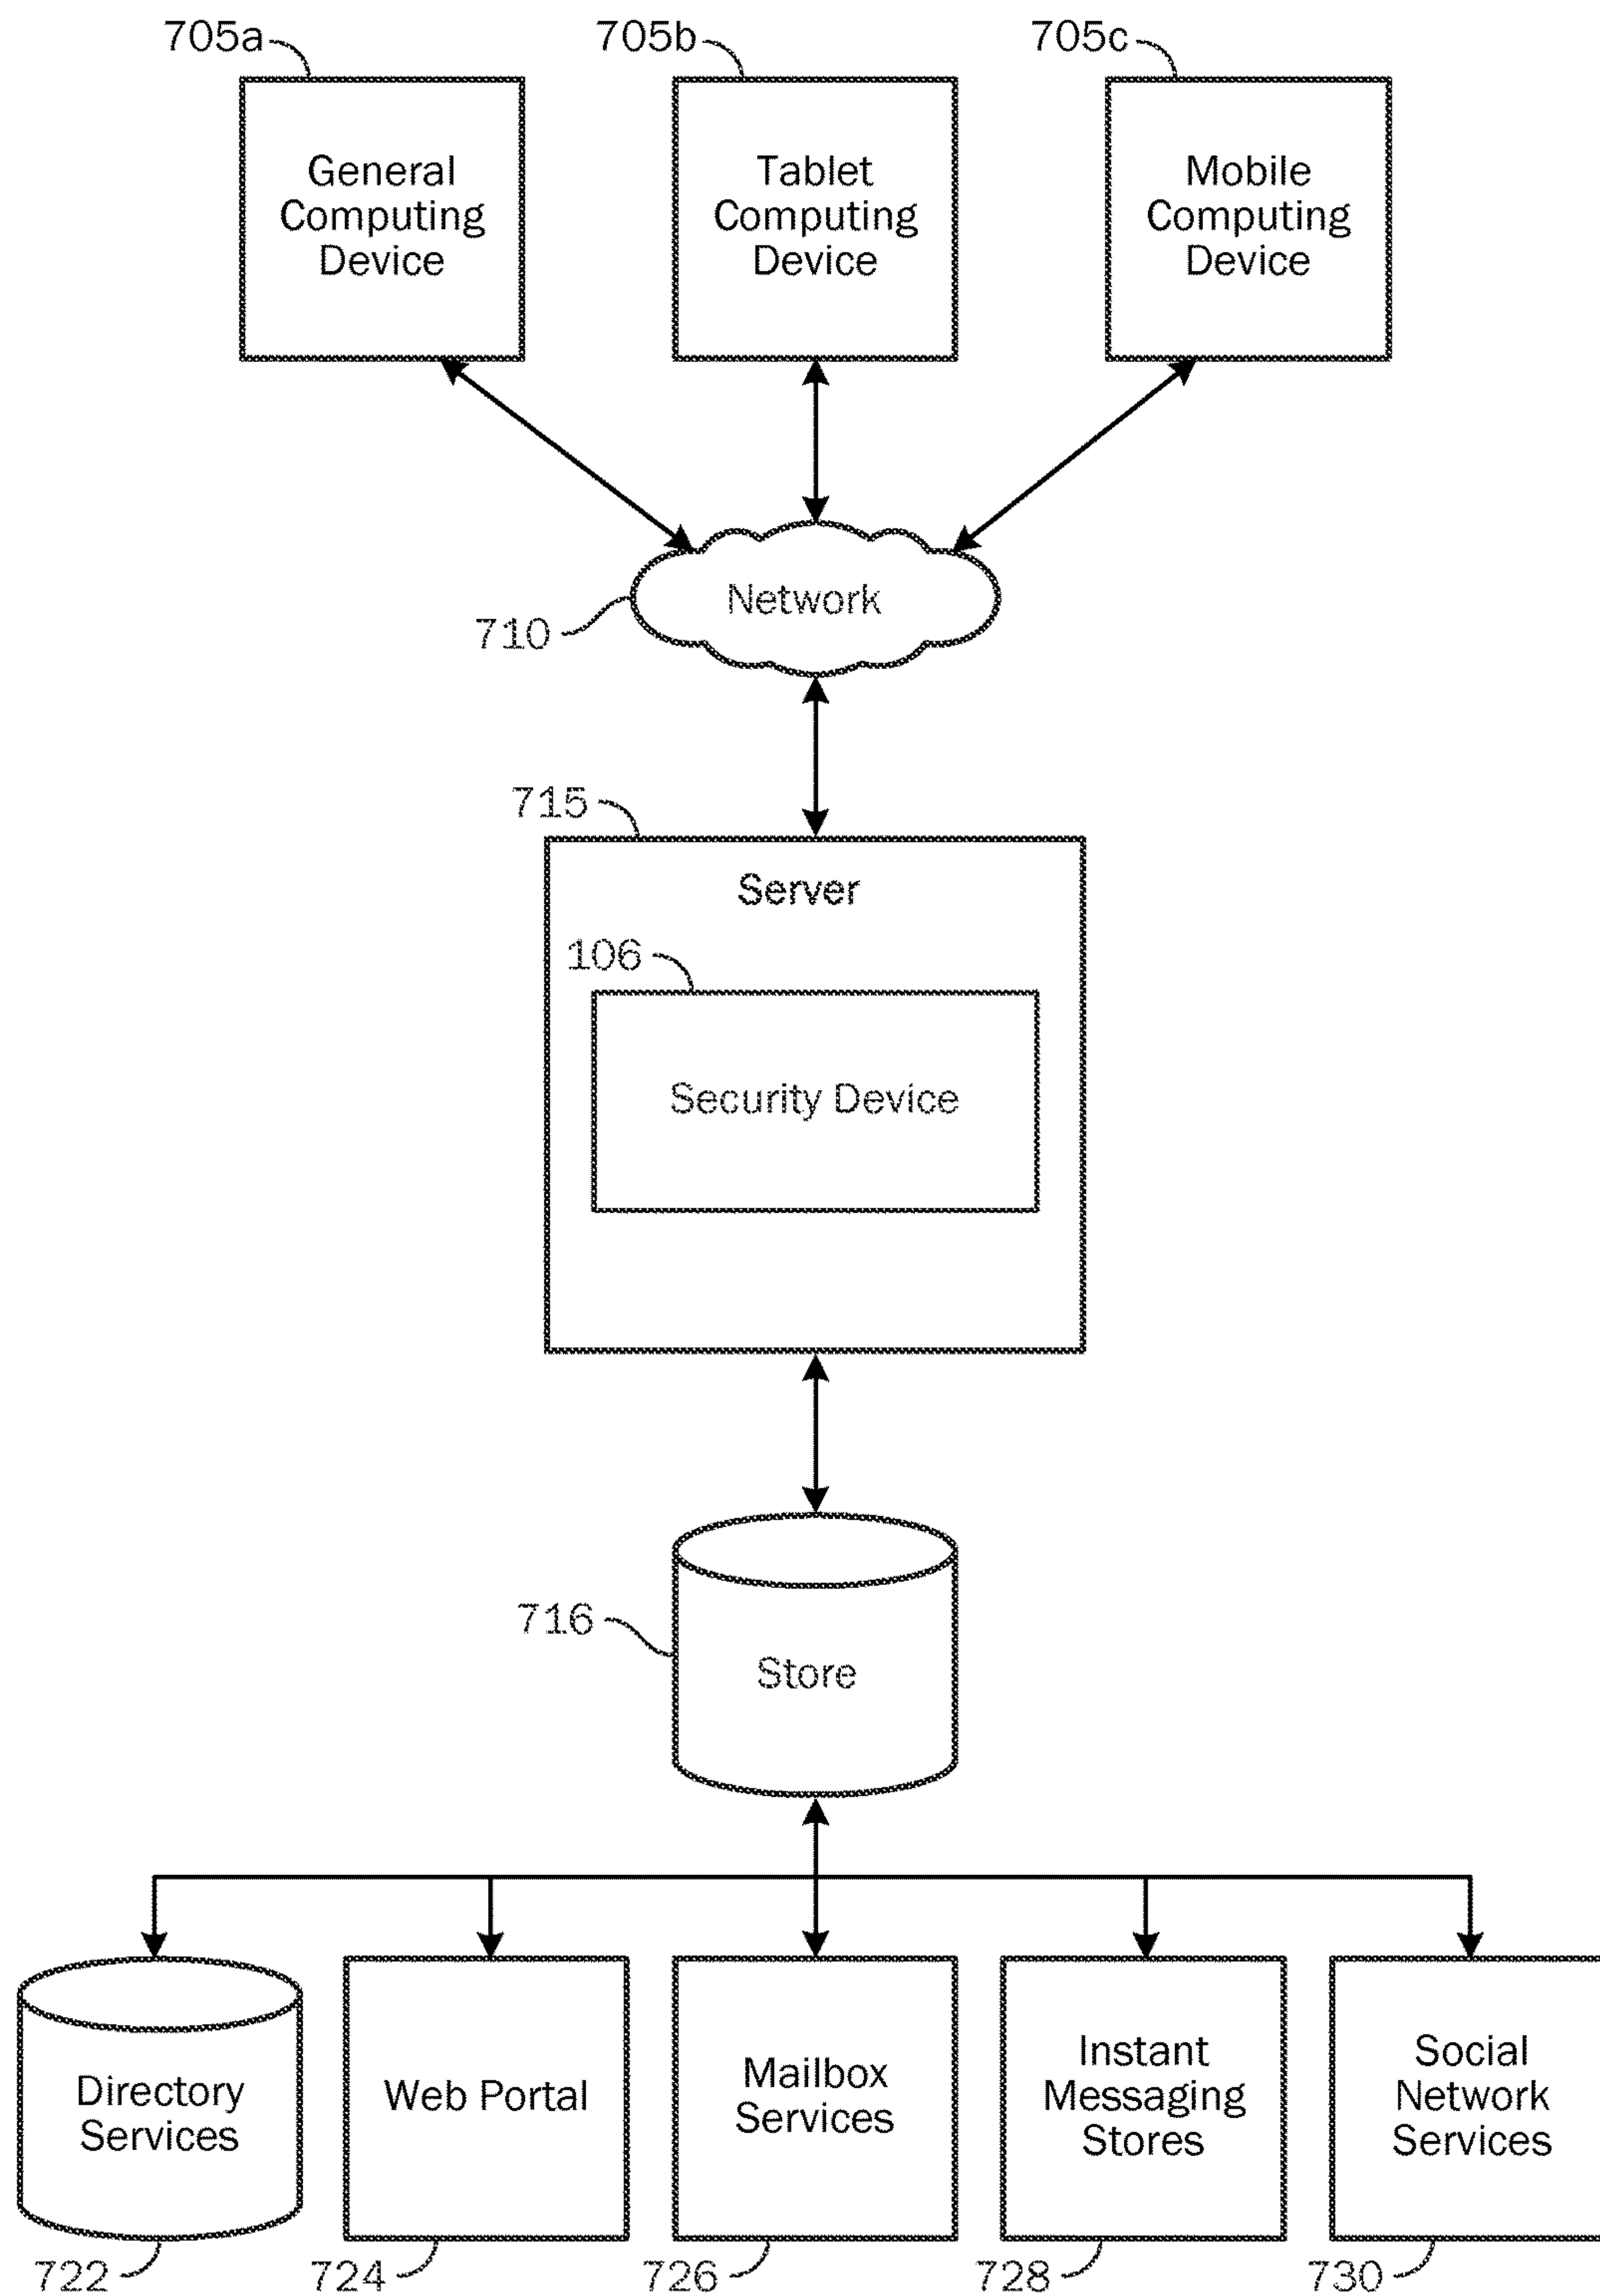 705a
705b
705c
General
Computing
Device
Tablet
Computing
Device
Mobile
Computing
Device
Network
710
715
Server
106
Security Device
716
Store
Directory
Services
Web Portal
Mailbox
Services
Instant
Messaging
Stores
Social
Network
Services
722
724
726
728
730